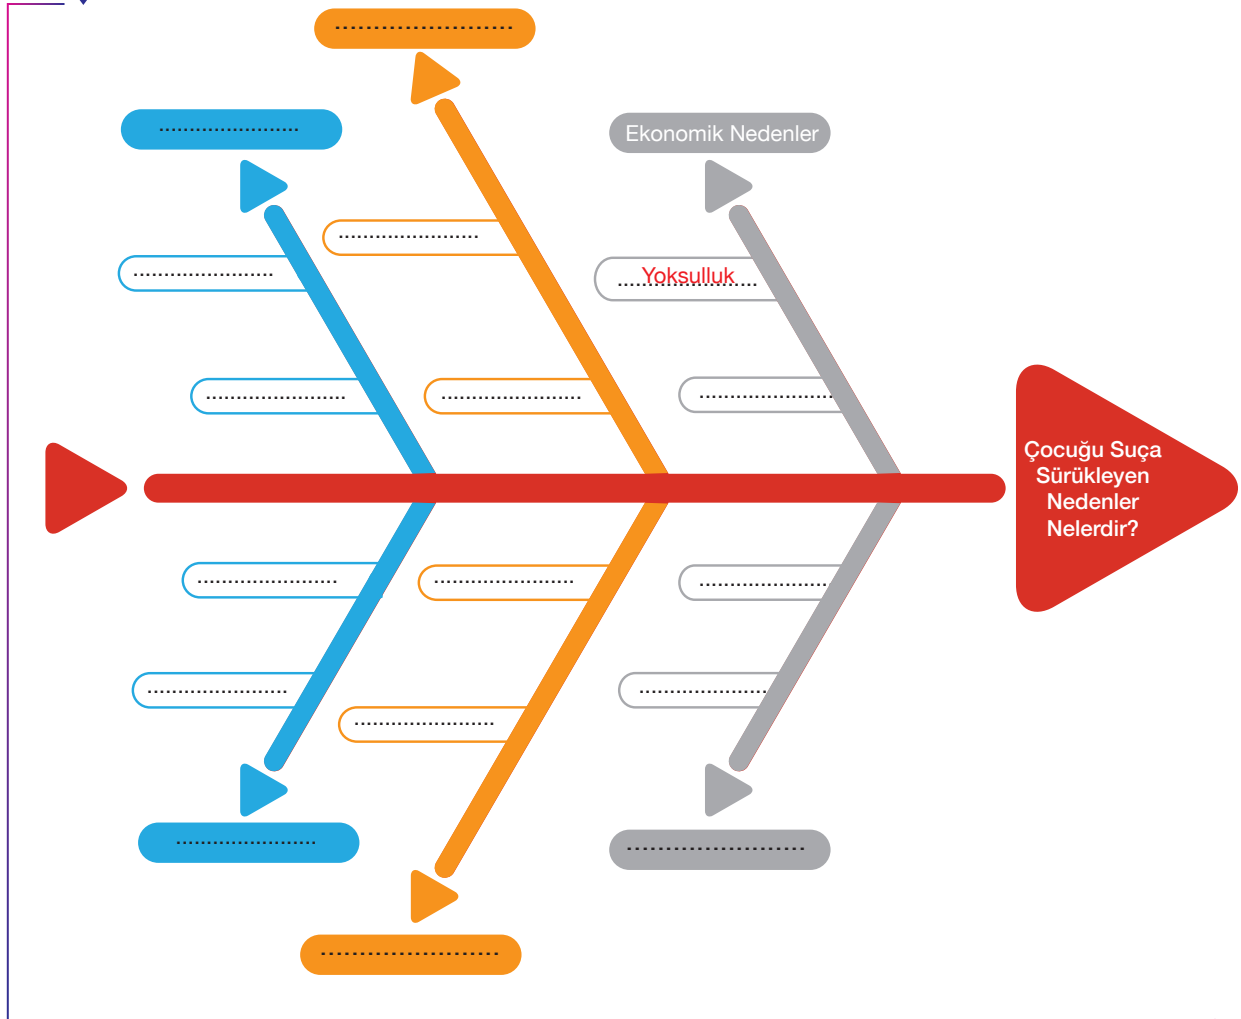 Ekonomik Nedenler
Yoksulluk
Çocuğu Suça
Sürükleyen
Nedenler
Nelerdir?